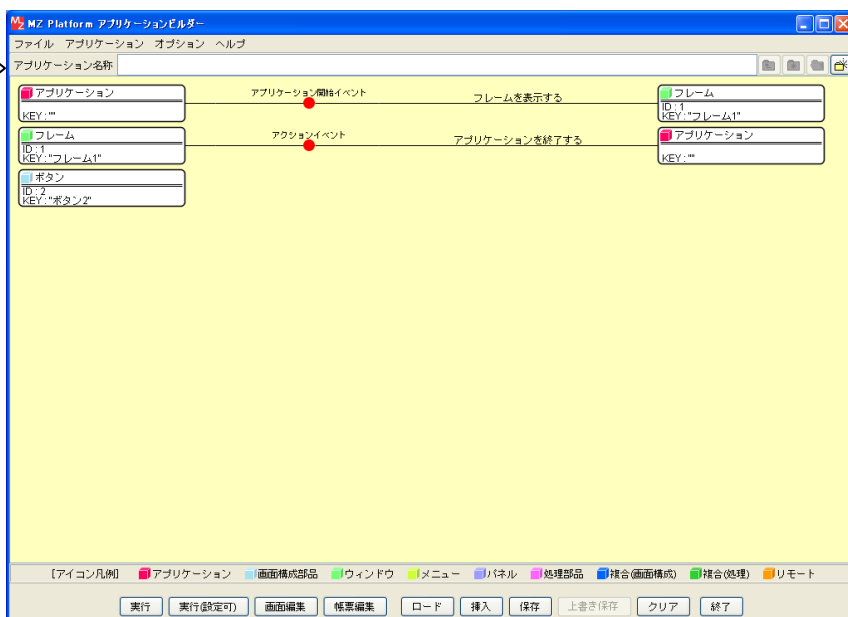 MZ Platform アプリケーションビルダー
ファイル アプリケーション オプション ヘルプ
アプリケーション名称
アプリケーション アプリケーション開始イベント フレームを表示する フレーム
KEY:"" ID:1
KEY:"フレーム1"
フレーム アクションイベント アプリケーションを終了する アプリケーション
ID:1
KEY:"フレーム1" KEY:""
ボタン
ID:2
KEY:"ボタン2"
[アイコン凡例] アプリケーション 画面構成部品 ウィンドウ メニュー パネル 処理部品 複合(画面構成) 複合(処理) リモート
実行 実行(設定可) 画面編集 帳票編集 ロード 挿入 保存 上書き保存 クリア 終了